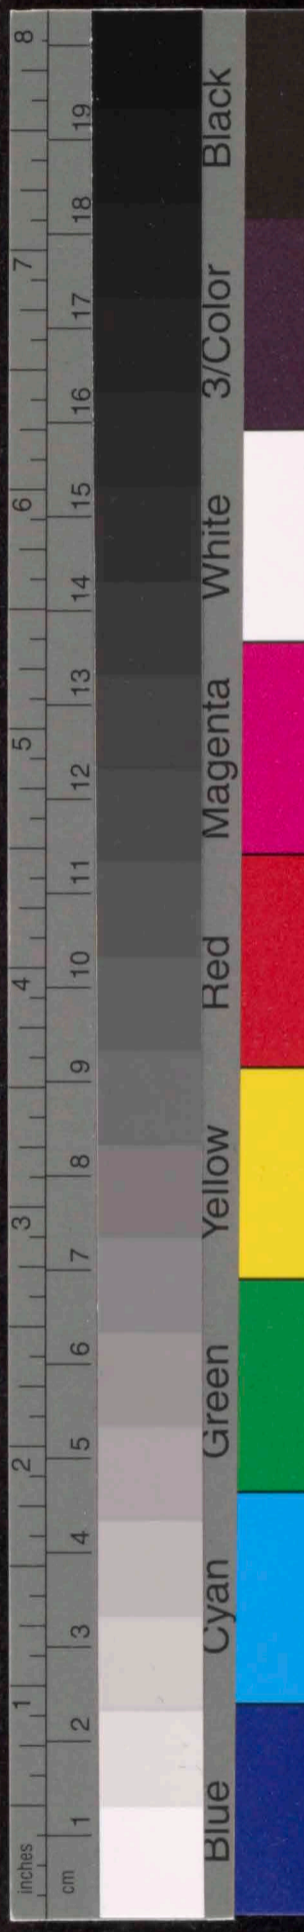 inches 1 2 3 4 5 6 7 8
cm 1 2 3 4 5 6 7 8 9 10 11 12 13 14 15 16 17 18 19
Blue Cyan Green Yellow Red Magenta White 3/Color Black